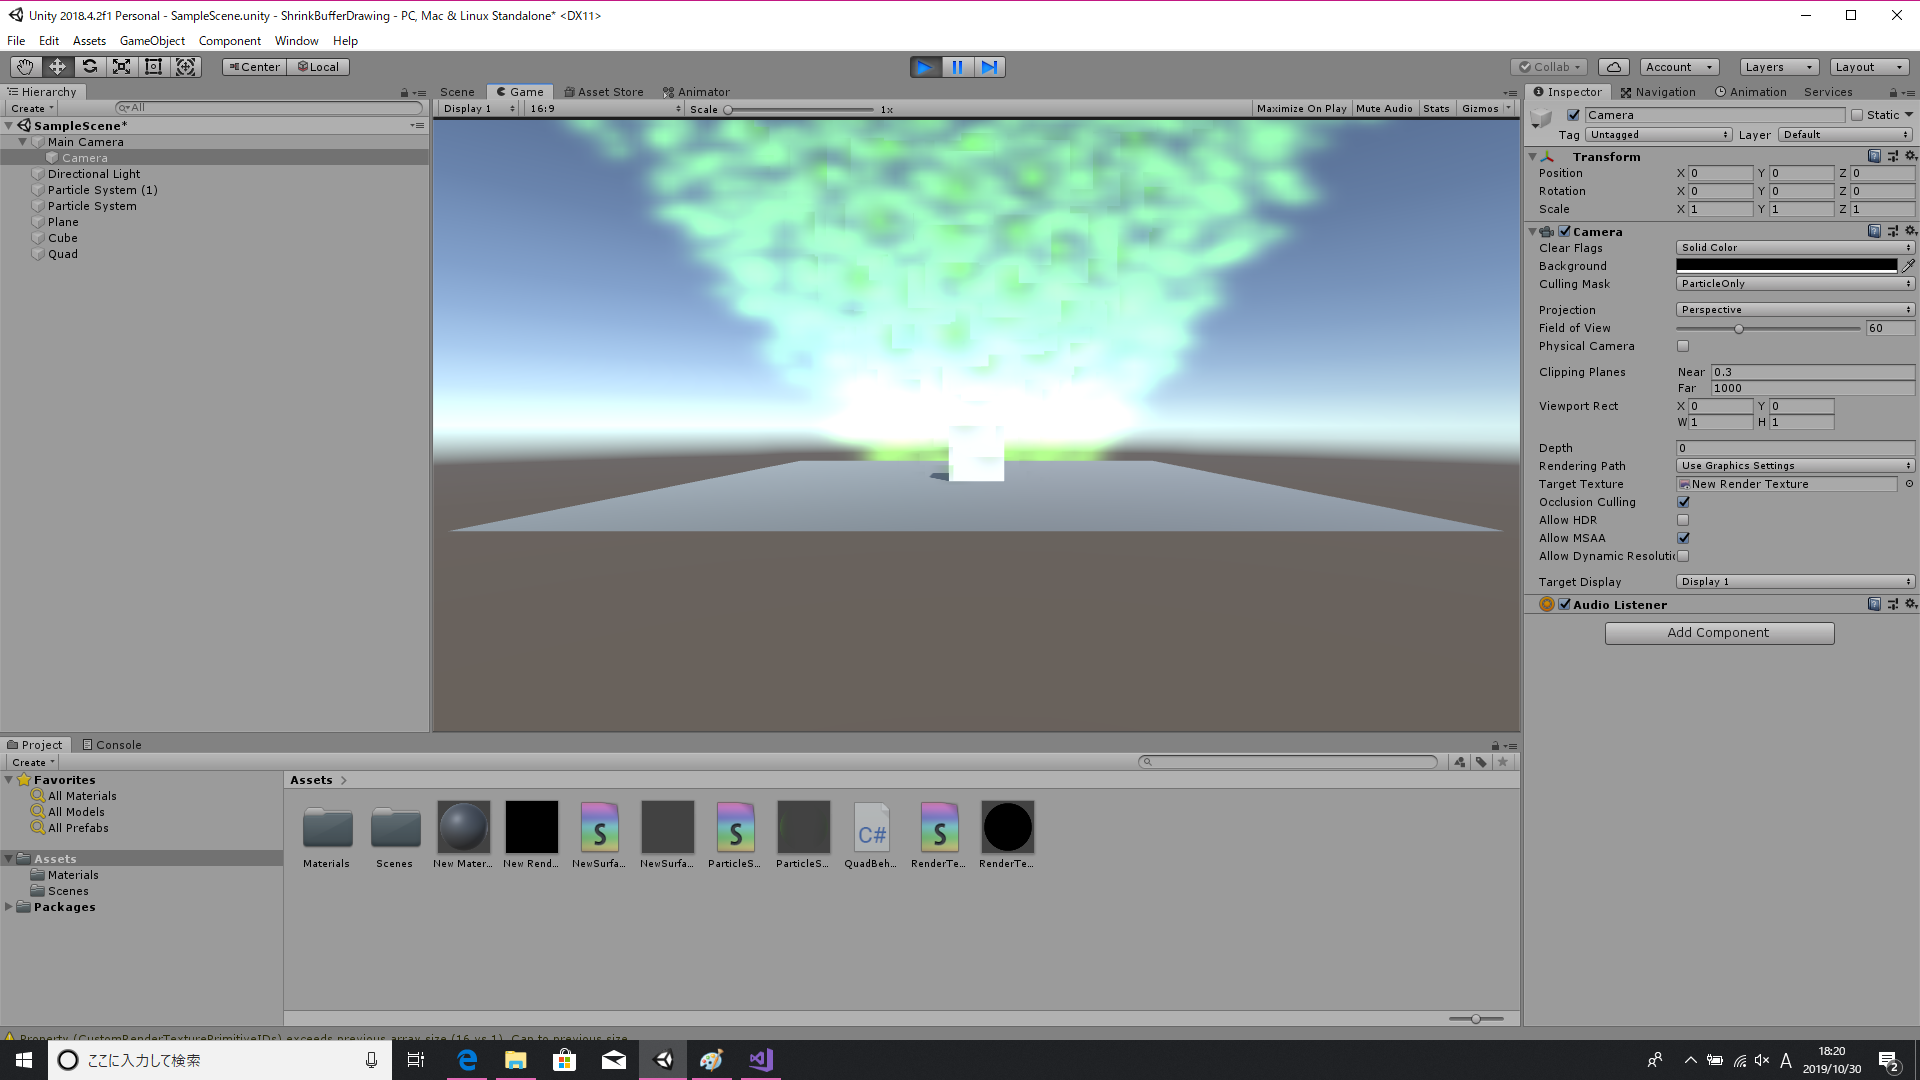 Unity 2018.4.2f1 Personal - SampleScene.unity - ShrinkBufferDrawing - PC, Mac & Linux Standalone* <DX11>
File Edit Assets GameObject Component Window Help
Center Local
Collab Account Layers Layout
Hierarchy
Create All
SampleScene*
Main Camera
Camera
Directional Light
Particle System (1)
Particle System
Plane
Cube
Quad
Scene Game Asset Store Animator
Display 1 16:9 Scale 1x Maximize On Play Mute Audio Stats Gizmos
Inspector Navigation Animation Services
Camera Static
Tag Untagged Layer Default
Transform
Position X 0 Y 0 Z 0
Rotation X 0 Y 0 Z 0
Scale X 1 Y 1 Z 1
Camera
Clear Flags Solid Color
Background
Culling Mask ParticleOnly
Projection Perspective
Field of View 60
Physical Camera
Clipping Planes Near 0.3
Far 1000
Viewport Rect X 0 Y 0
W 1 H 1
Depth 0
Rendering Path Use Graphics Settings
Target Texture New Render Texture
Occlusion Culling
Allow HDR
Allow MSAA
Allow Dynamic Resolutic
Target Display Display 1
Audio Listener
Add Component
Project Console
Create
Favorites
All Materials
All Models
All Prefabs
Assets
Materials
Scenes
Packages
Assets
Materials Scenes New Mater... New Rend... NewSurfa... NewSurfa... ParticleS... ParticleS... QuadBeh... RenderTe... RenderTe...
C#
Property (CustomRenderTexturePrimitiveIDs) exceeds previous array size (16 vs 1). Cap to previous size.
ここに入力して検索
A
18:20
2019/10/30
2